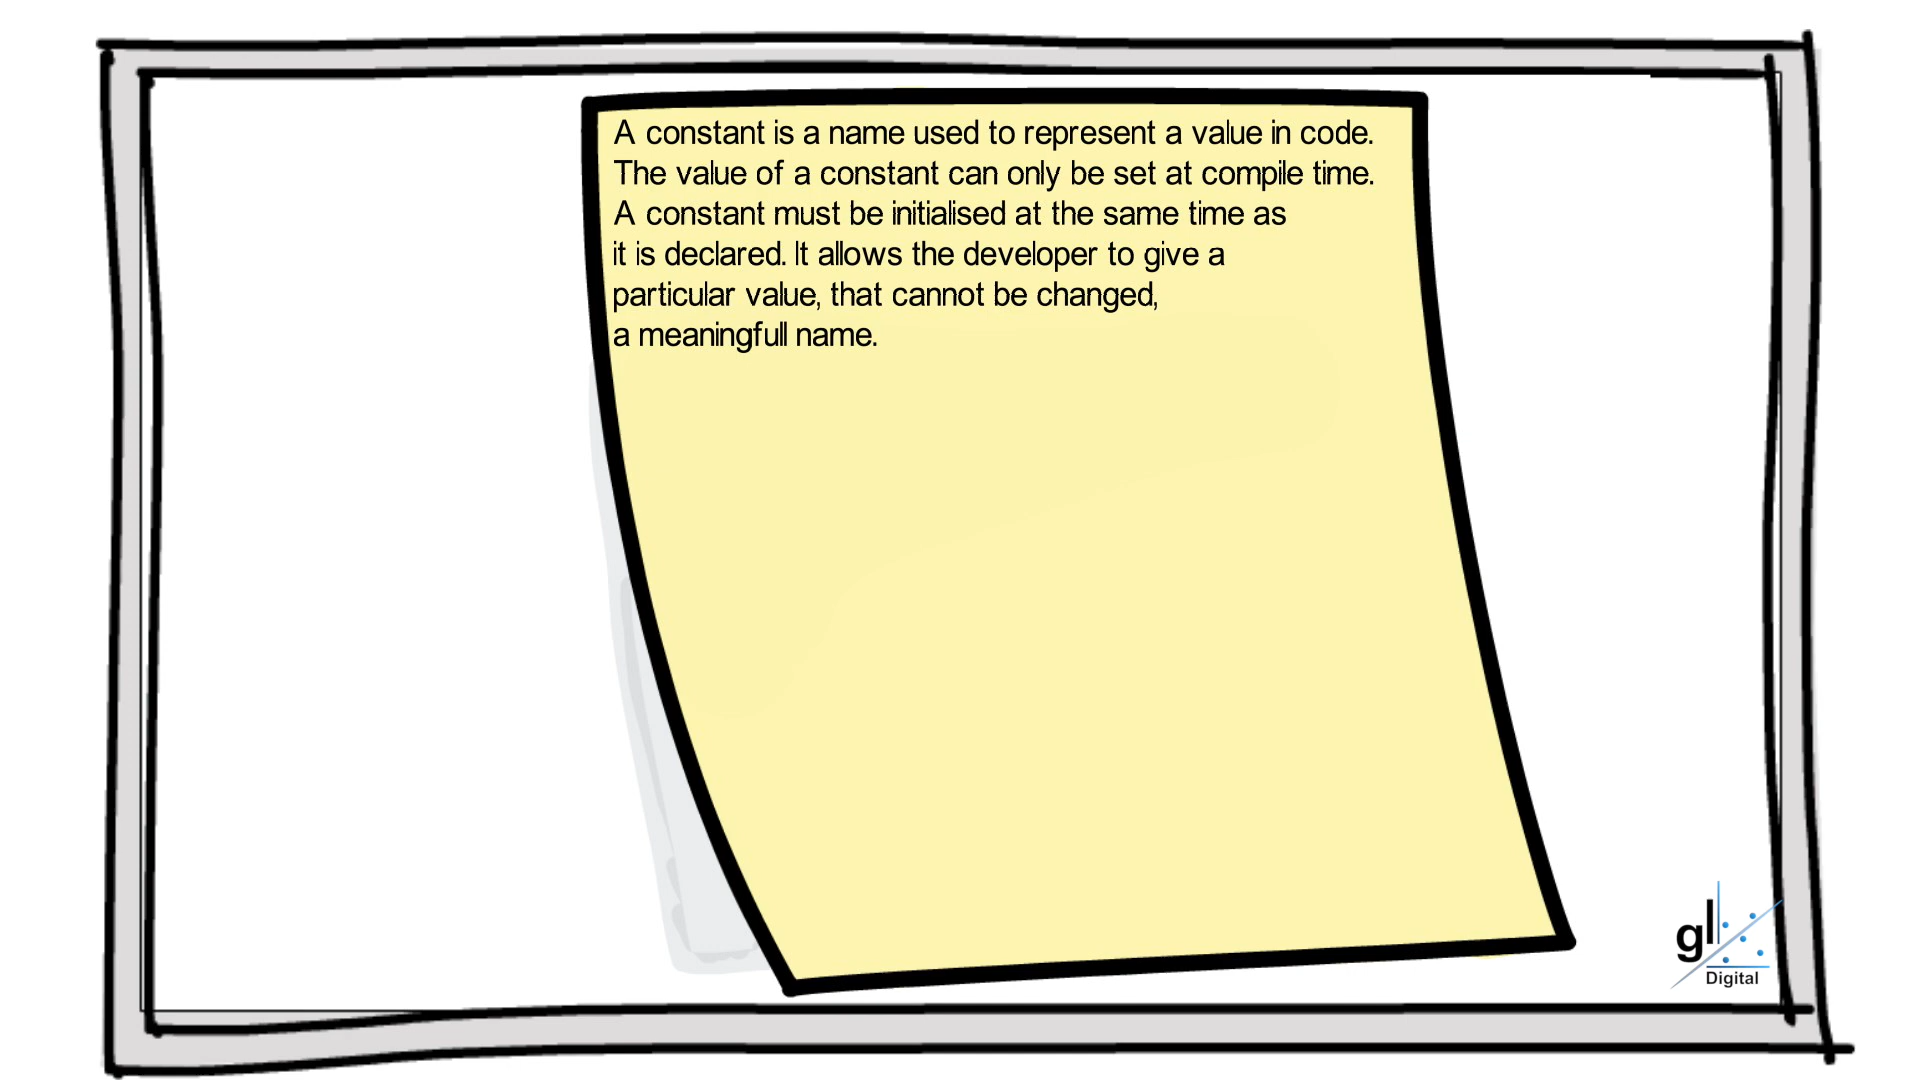 A constant is a name used to represent a value in code.
The value of a constant can only be set at compile time.
A constant must be initialised at the same time as
it is declared. It allows the developer to give a
particular value, that cannot be changed,
a meaningfull name.
gl
Digital